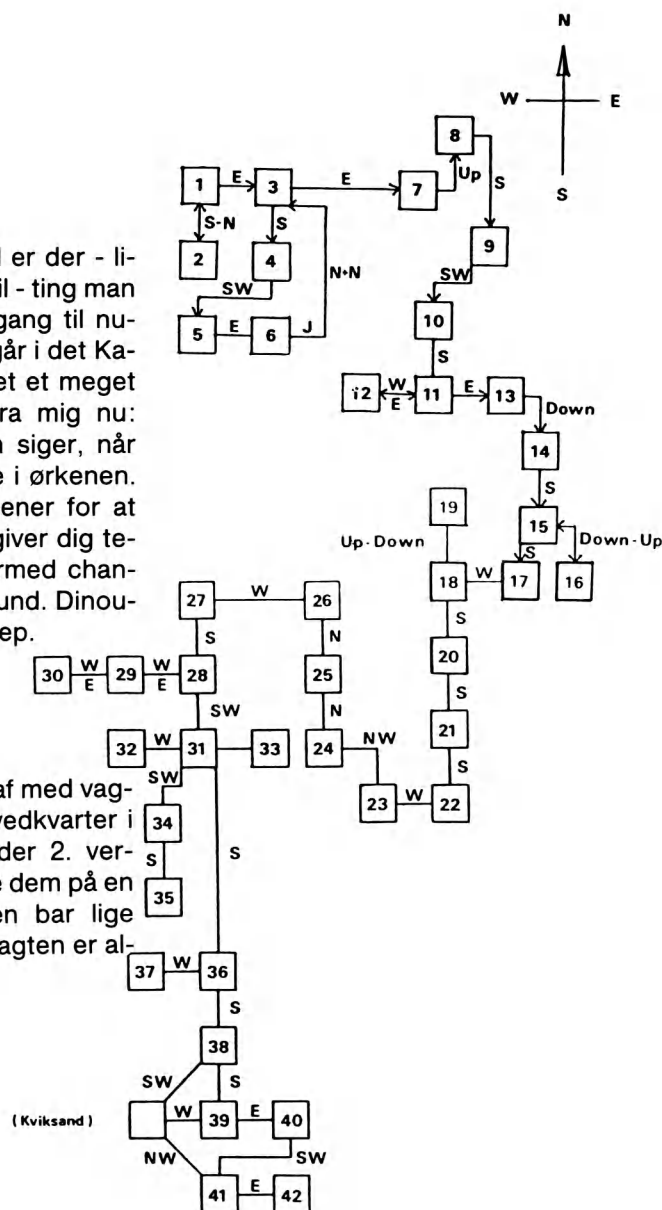 N
W E
S
8
1 E 3 E 7 Up S
S-N S
2 4 N+N 9
SW SW
5 E 6 J 10
S
12 W E 11 E 13 Down
14
S
19 15
Up-Down S Down-Up
18 W 17 16
27 W 26 S
S N 20
30 W E 29 W E 28 25 S
SW N 21
32 W 31 33 24 NW S
SW 23 W 22
34
S S
35
37 W 36
S
38
SW S
(Kviksand) W 39 E 40
NW SW
41 E 42
l er der - li-
il - ting man
gang til nu-
går i det Ka-
et et meget
ra mig nu:
n siger, når
e i ørkenen.
ener for at
giver dig te-
rmed chan-
und. Dinou-
ep.
af med vag-
vedkvarter i
der 2. ver-
e dem på en
en bar lige
agten er al-